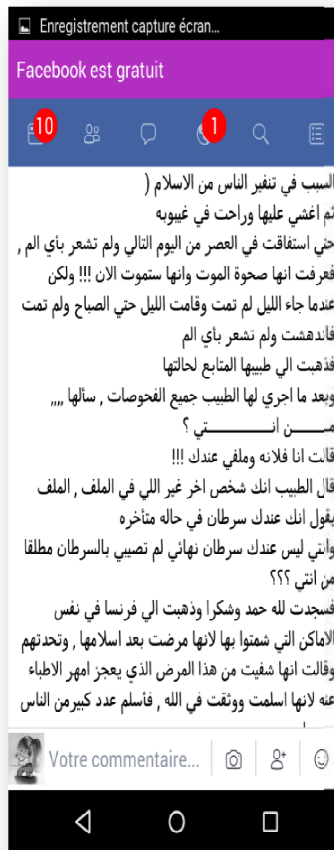 Enregistrement capture écran...
Facebook est gratuit
10
1
السبب في تنفير الناس من الاسلام (
ثم اغشي عليها وراحت في غيبوبه
حتي استفاقت في العصر من اليوم التالي ولم تشعر بأي الم ,
فعرفت انها صحوة الموت وانها ستموت الان !!! ولكن
عندما جاء الليل لم تمت وقامت الليل حتي الصباح ولم تمت
فاندهشت ولم تشعر بأي الم
فذهبت الي طبيبها المتابع لحالتها
وبعد ما اجري لها الطبيب جميع الفحوصات , سألها ,,,,
مـــــــن انـــــــــــتي ؟
قالت انا فلانه وملفي عندك !!!
قال الطبيب انك شخص اخر غير اللي في الملف , الملف
يقول انك عندك سرطان في حاله متأخره
وانتي ليس عندك سرطان نهائي لم تصيبي بالسرطان مطلقا
من انتي ؟؟؟
فسجدت لله حمد وشكرا وذهبت الي فرنسا في نفس
الاماكن التي شمتوا بها لانها مرضت بعد اسلامها , وتحدتهم
وقالت انها شفيت من هذا المرض الذي يعجز امهر الاطباء
عنه لانها اسلمت ووثقت في الله , فأسلم عدد كبيرمن الناس
Votre commentaire...